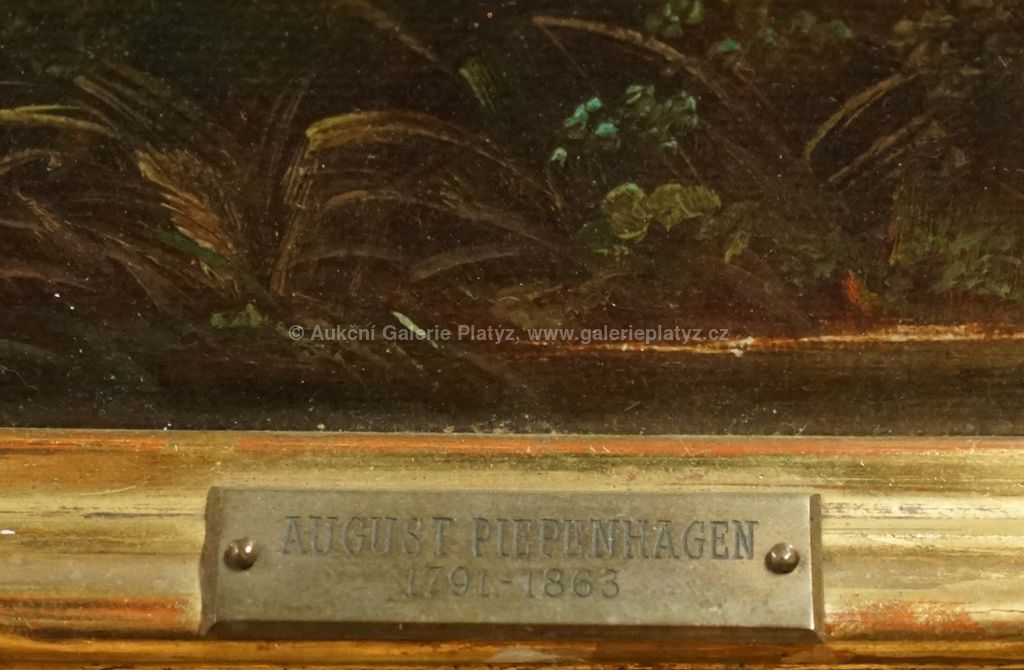 © Aukční Galerie Platýz, www.galerieplatyz.cz
AUGUST PIEPENHAGEN
1791-1863